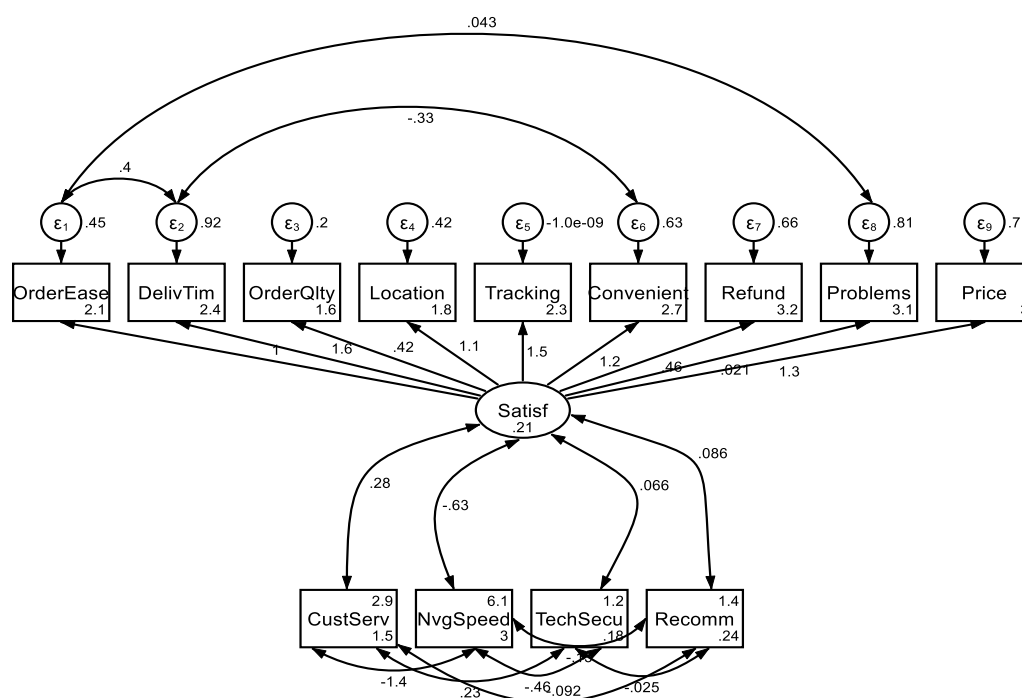 .043
-.33
.4
ε₁ .45
ε₂ .92
ε₃ .2
ε₄ .42
ε₅ -1.0e-09
ε₆ .63
ε₇ .66
ε₈ .81
ε₉ .7
OrderEase 2.1
DelivTim 2.4
OrderQlty 1.6
Location 1.8
Tracking 2.3
Convenient 2.7
Refund 3.2
Problems 3.1
Price
1
1.6
.42
1.1
1.5
1.2
.46
.021
1.3
Satisf
.21
.28
-.63
.066
.086
2.9
CustServ
1.5
6.1
NvgSpeed
3
1.2
TechSecu
.18
1.4
Recomm
.24
-1.4
.23
-.46
.092
-.025